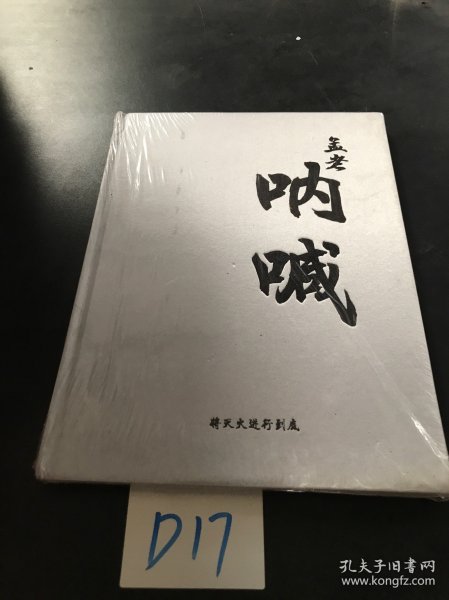 孟老
呐喊
将灭火进行到底
D17
孔夫子旧书网
www.kongfz.com